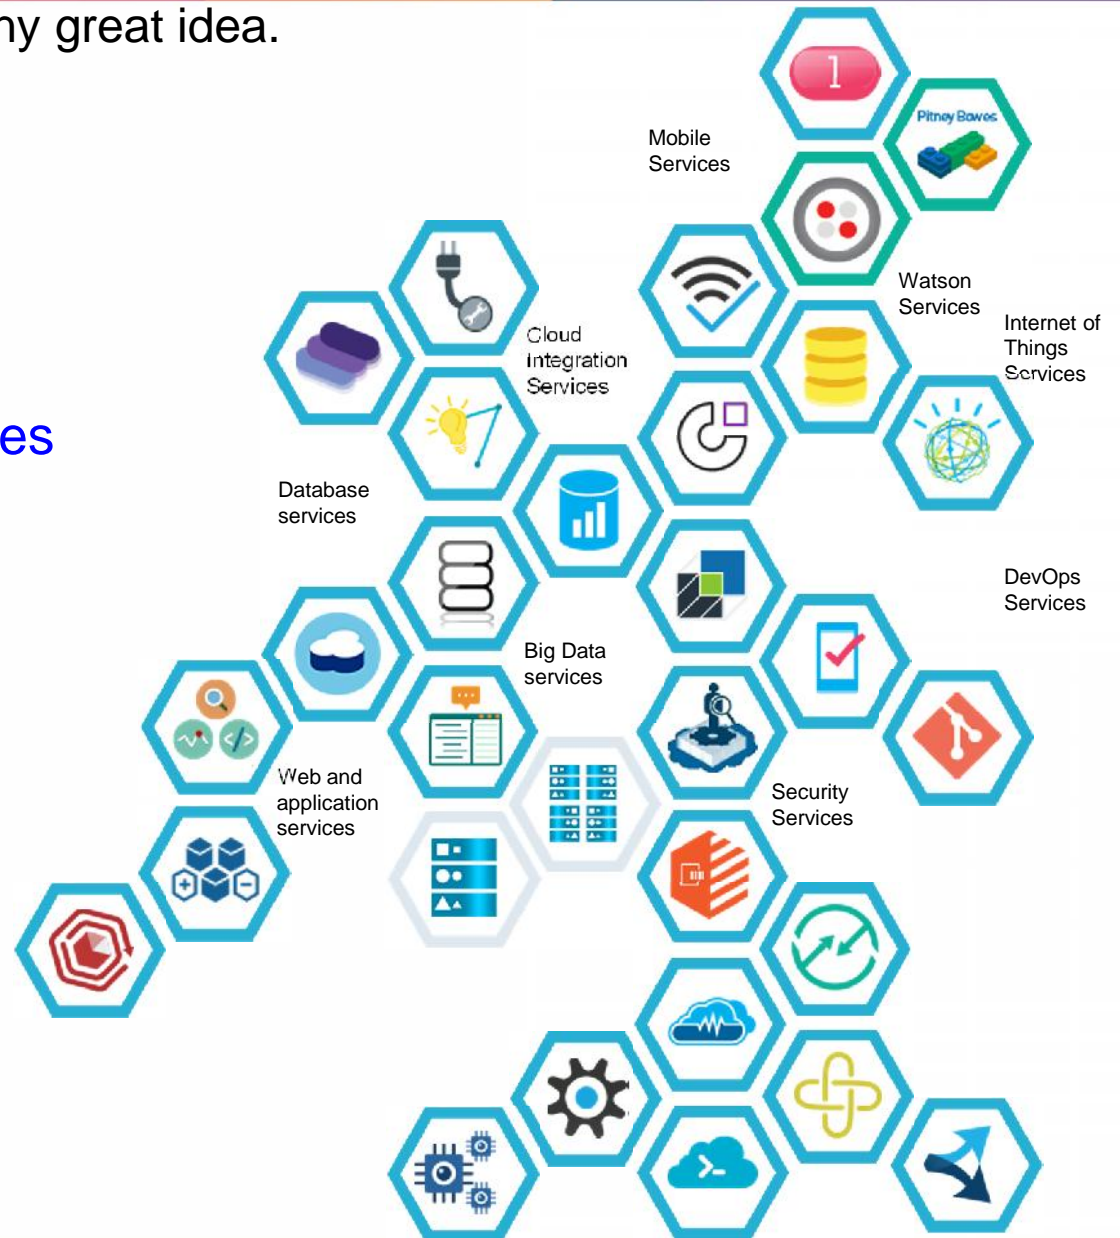 ny great idea.
1
Pitney Bowes
Mobile
Services
Watson
Services
Internet of
Things
Services
Cloud
Integration
Services
es
Database
services
DevOps
Services
Big Data
services
Web and
application
services
Security
Services